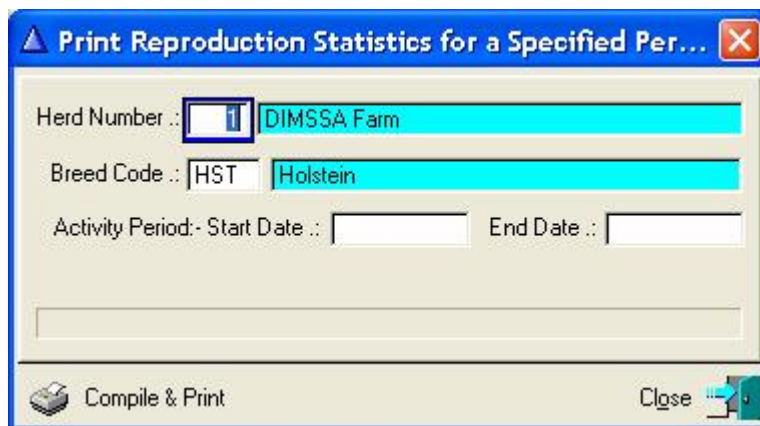 Print Reproduction Statistics for a Specified Per...
Herd Number .: 1 DIMSSA Farm
Breed Code .: HST Holstein
Activity Period:- Start Date .: End Date .:
Compile & Print Close